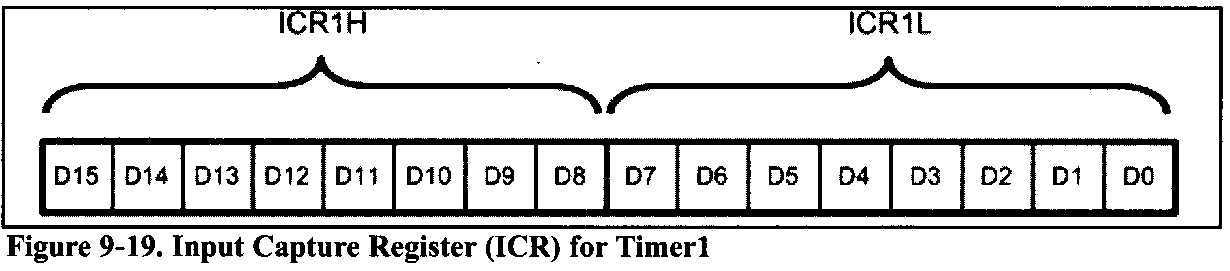 ICR1H ICR1L
D15 D14 D13 D12 D11 D10 D9 D8 D7 D6 D5 D4 D3 D2 D1 D0
Figure 9-19. Input Capture Register (ICR) for Timer1